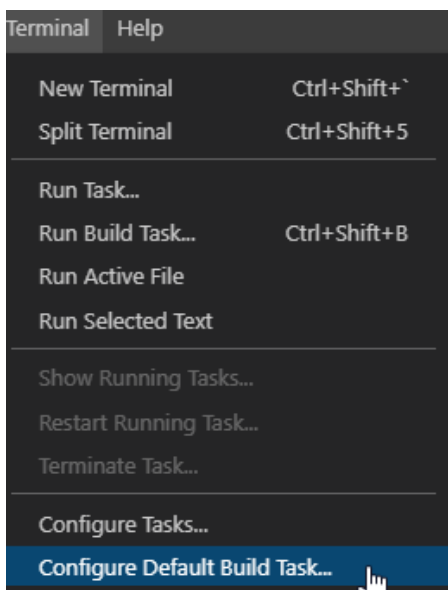 Terminal Help
New Terminal Ctrl+Shift+`
Split Terminal Ctrl+Shift+5
Run Task...
Run Build Task... Ctrl+Shift+B
Run Active File
Run Selected Text
Show Running Tasks...
Restart Running Task...
Terminate Task...
Configure Tasks...
Configure Default Build Task...